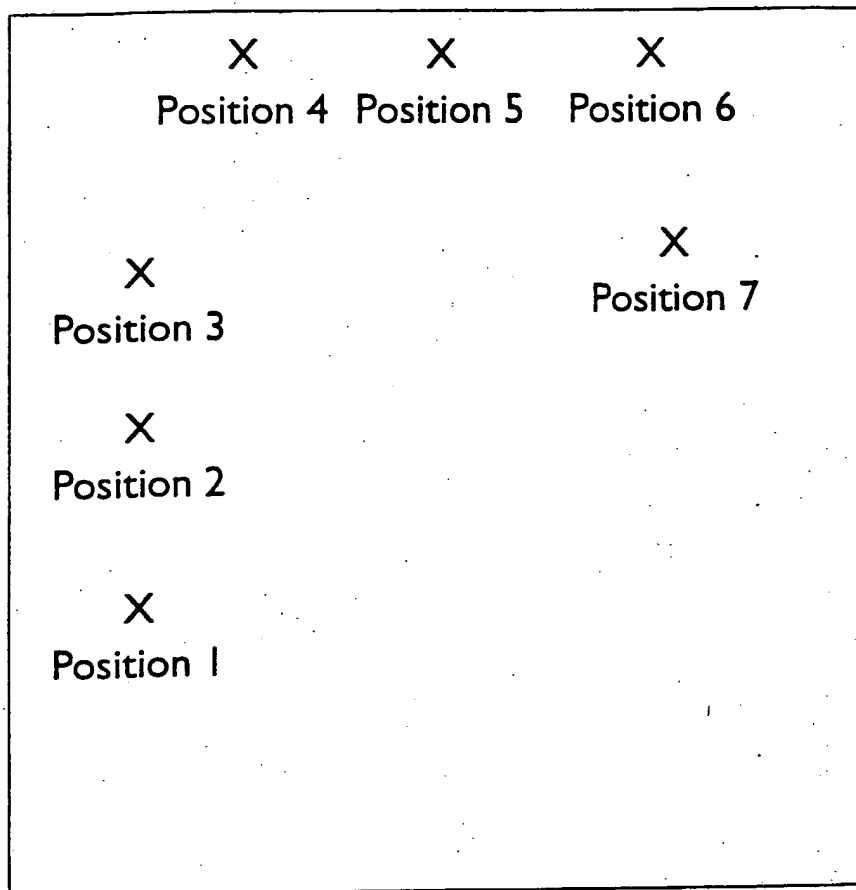 X X X
Position 4 Position 5 Position 6
X
Position 7
X
Position 3
X
Position 2
X
Position 1